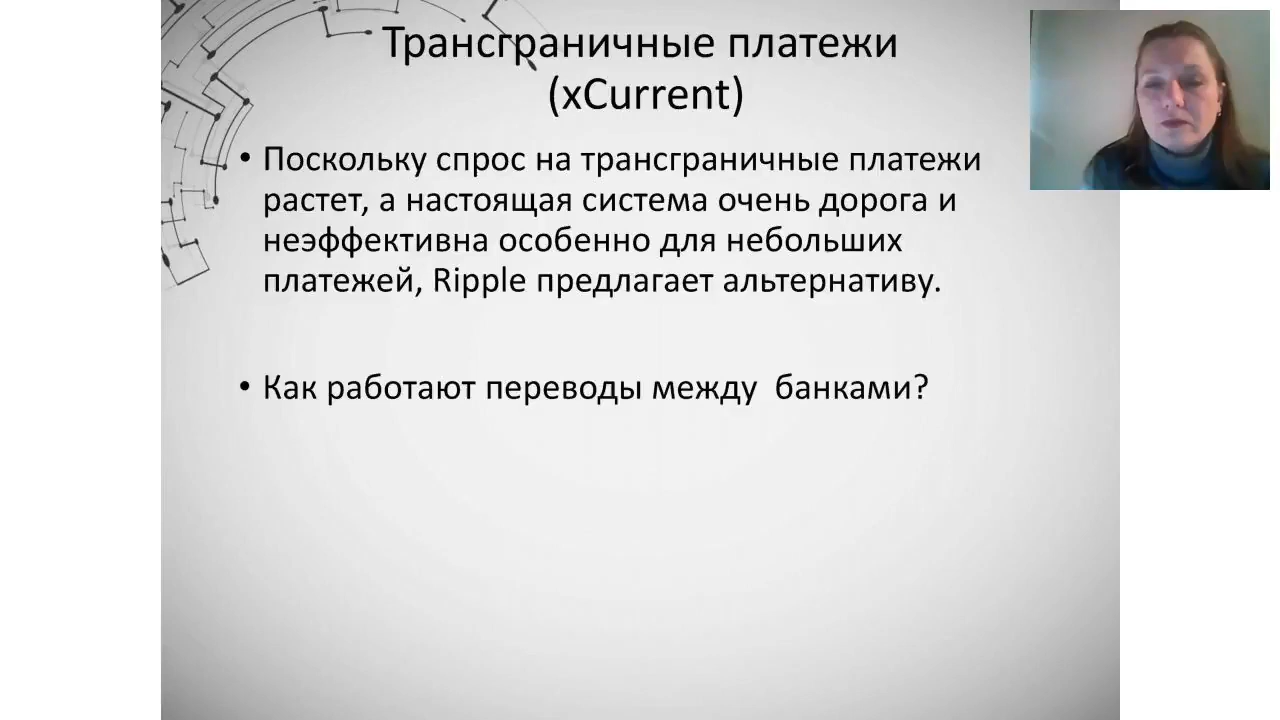 Трансграничные платежи
(xCurrent)
• Поскольку спрос на трансграничные платежи
растет, а настоящая система очень дорога и
неэффективна особенно для небольших
платежей, Ripple предлагает альтернативу.
• Как работают переводы между  банками?